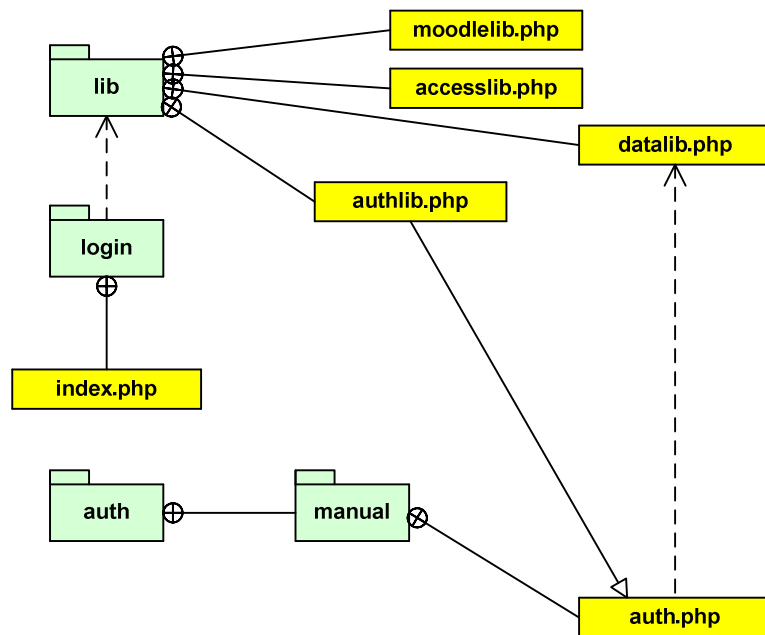 moodlelib.php
lib
accesslib.php
datalib.php
authlib.php
login
index.php
auth
manual
auth.php